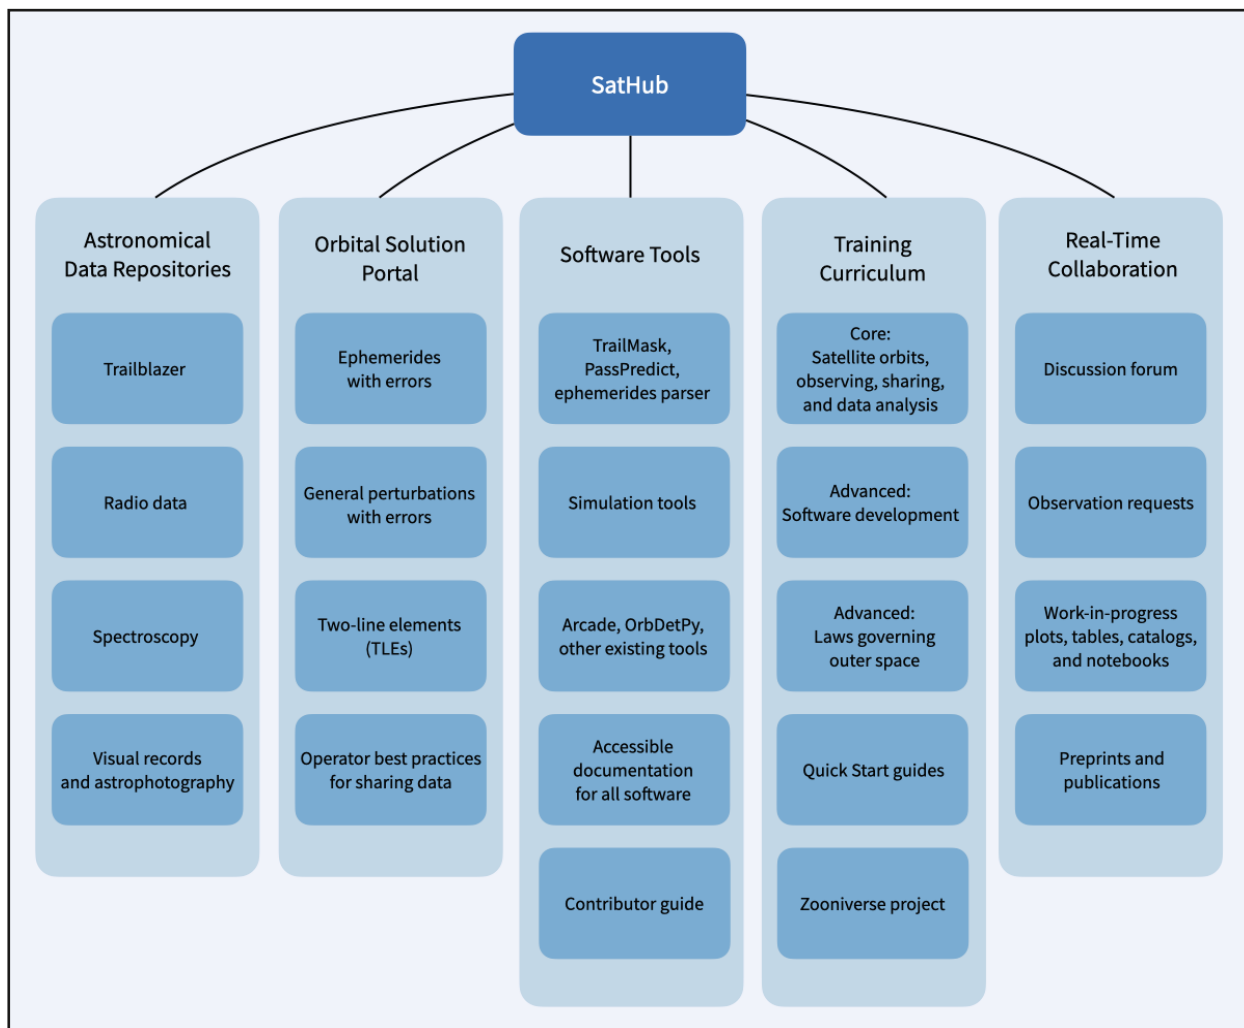 SatHub
Astronomical
Data Repositories
Trailblazer
Radio data
Spectroscopy
Visual records
and astrophotography
Orbital Solution
Portal
Ephemerides
with errors
General perturbations
with errors
Two-line elements
(TLEs)
Operator best practices
for sharing data
Software Tools
TrailMask,
PassPredict,
ephemerides parser
Simulation tools
Arcade, OrbDetPy,
other existing tools
Accessible
documentation
for all software
Contributor guide
Training
Curriculum
Core:
Satellite orbits,
observing, sharing,
and data analysis
Advanced:
Software development
Advanced:
Laws governing
outer space
Quick Start guides
Zooniverse project
Real-Time
Collaboration
Discussion forum
Observation requests
Work-in-progress
plots, tables, catalogs,
and notebooks
Preprints and
publications